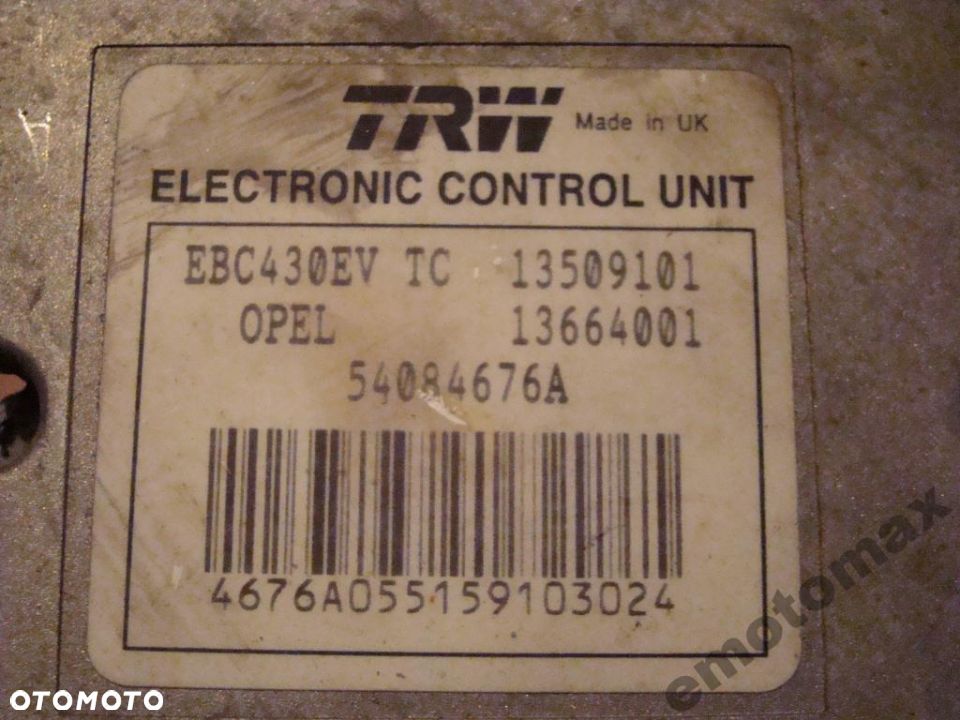 TRW Made in UK
ELECTRONIC CONTROL UNIT
EBC430EV TC 13509101
OPEL 13664001
54084676A
4676A055159103024
emotomax
OTOMOTO